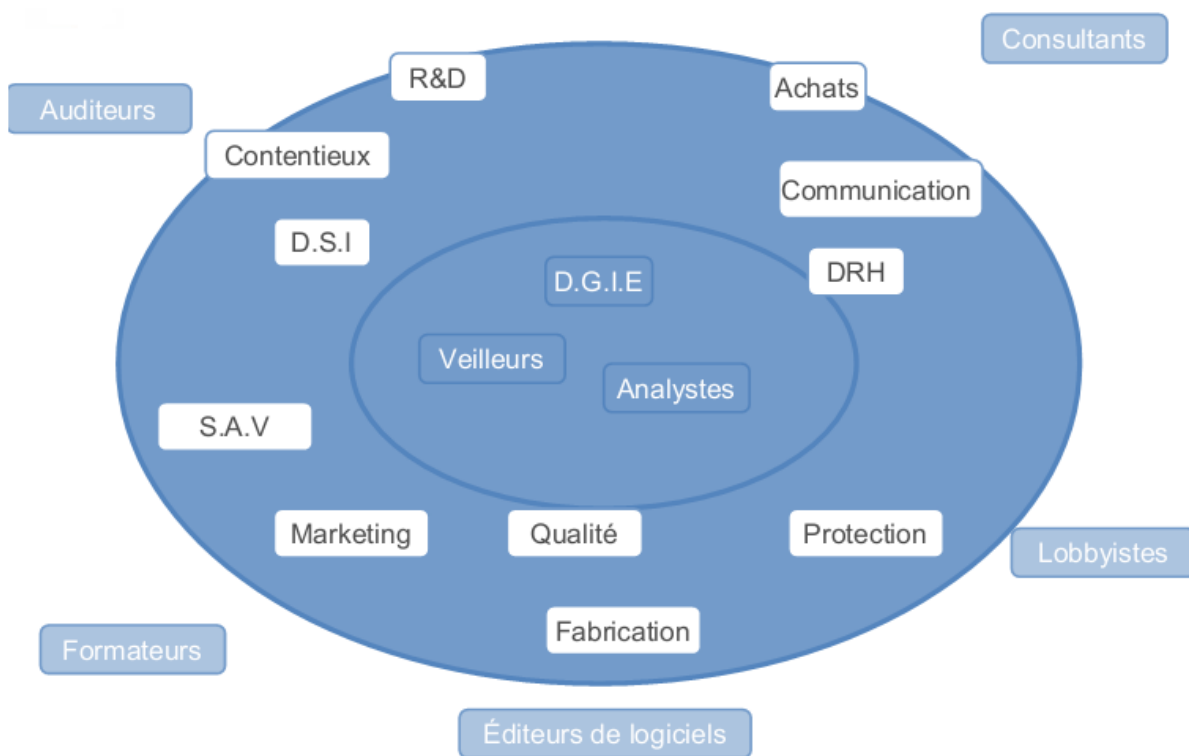 Consultants
R&D
Achats
Auditeurs
Contentieux
Communication
D.S.I
DRH
D.G.I.E
Veilleurs
Analystes
S.A.V
Marketing
Qualité
Protection
Lobbyistes
Fabrication
Formateurs
Éditeurs de logiciels